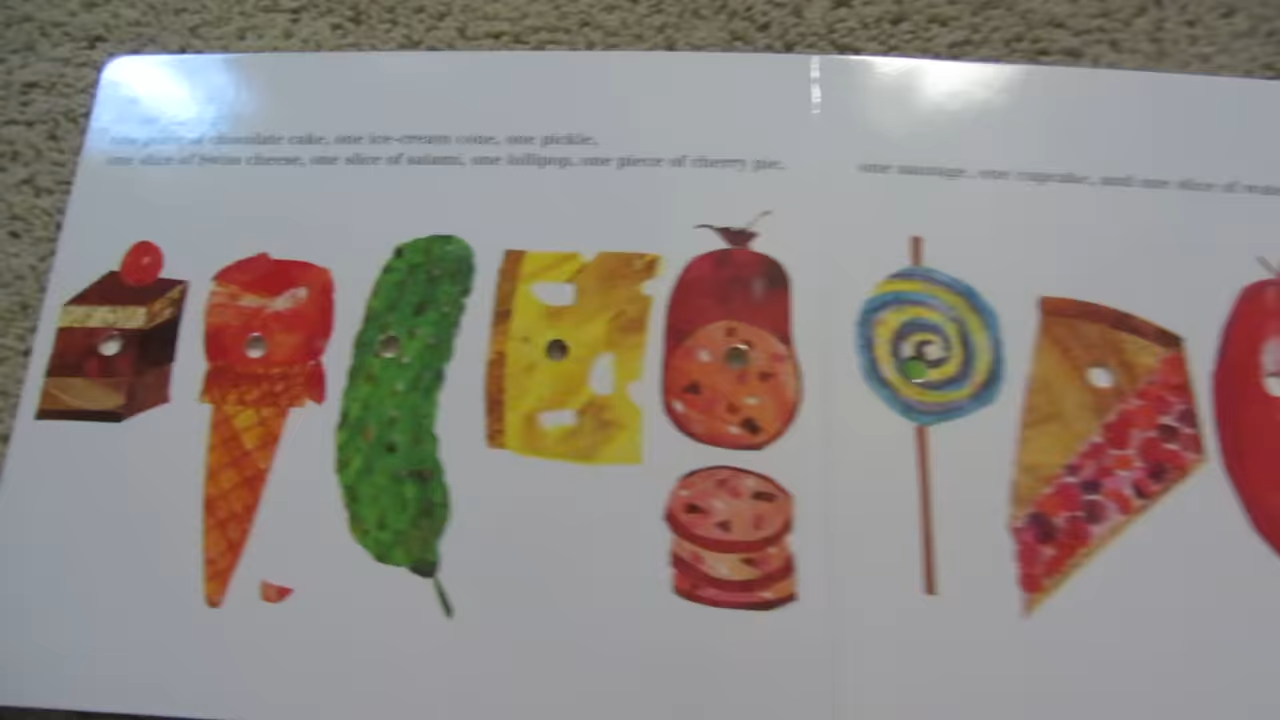 one piece of chocolate cake, one ice-cream cone, one pickle,
one slice of Swiss cheese, one slice of salami, one lollipop, one piece of cherry pie,
one sausage, one cupcake, and one slice of